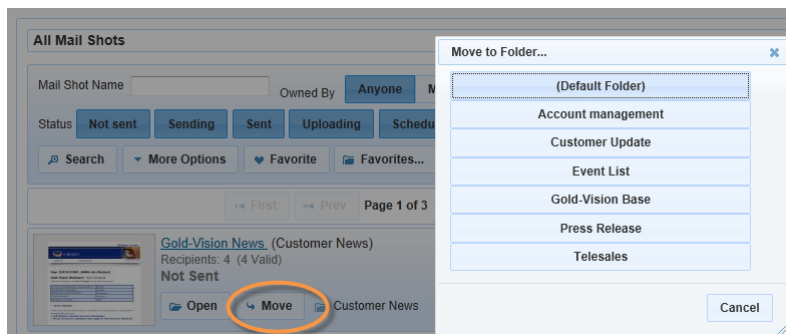 All Mail Shots
Mail Shot Name
Owned By Anyone M
Status Not sent Sending Sent Uploading Schedu
Search More Options Favorite Favorites...
First Prev Page 1 of 3
Gold-Vision News (Customer News)
Recipients: 4 (4 Valid)
Not Sent
Open Move Customer News
Move to Folder...
(Default Folder)
Account management
Customer Update
Event List
Gold-Vision Base
Press Release
Telesales
Cancel